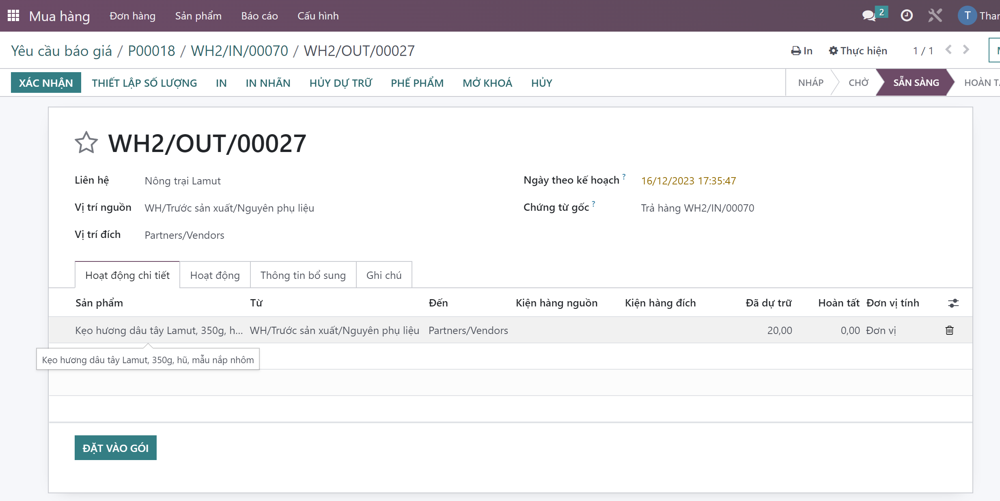 Mua hàng Đơn hàng Sản phẩm Báo cáo Cấu hình 2 T
Yêu cầu báo giá / P00018 / WH2/IN/00070 / WH2/OUT/00027 In Thực hiện 1 / 1
XÁC NHẬN THIẾT LẬP SỐ LƯỢNG IN IN NHÃN HỦY DỰ TRỮ PHẾ PHẨM MỞ KHOÁ HỦY NHÁP CHỜ SẴN SÀNG HOÀN
WH2/OUT/00027
Liên hệ Nông trại Lamut Ngày theo kế hoạch ? 16/12/2023 17:35:47
Vị trí nguồn WH/Trước sản xuất/Nguyên phụ liệu Chứng từ gốc ? Trả hàng WH2/IN/00070
Vị trí đích Partners/Vendors
Hoạt động chi tiết Hoạt động Thông tin bổ sung Ghi chú
Sản phẩm Từ Đến Kiện hàng nguồn Kiện hàng đích Đã dự trữ Hoàn tất Đơn vị tính
Kẹo hương dâu tây Lamut, 350g, h... WH/Trước sản xuất/Nguyên phụ liệu Partners/Vendors 20,00 0,00 Đơn vị
Kẹo hương dâu tây Lamut, 350g, hũ, mẫu nắp nhôm
ĐẶT VÀO GÓI